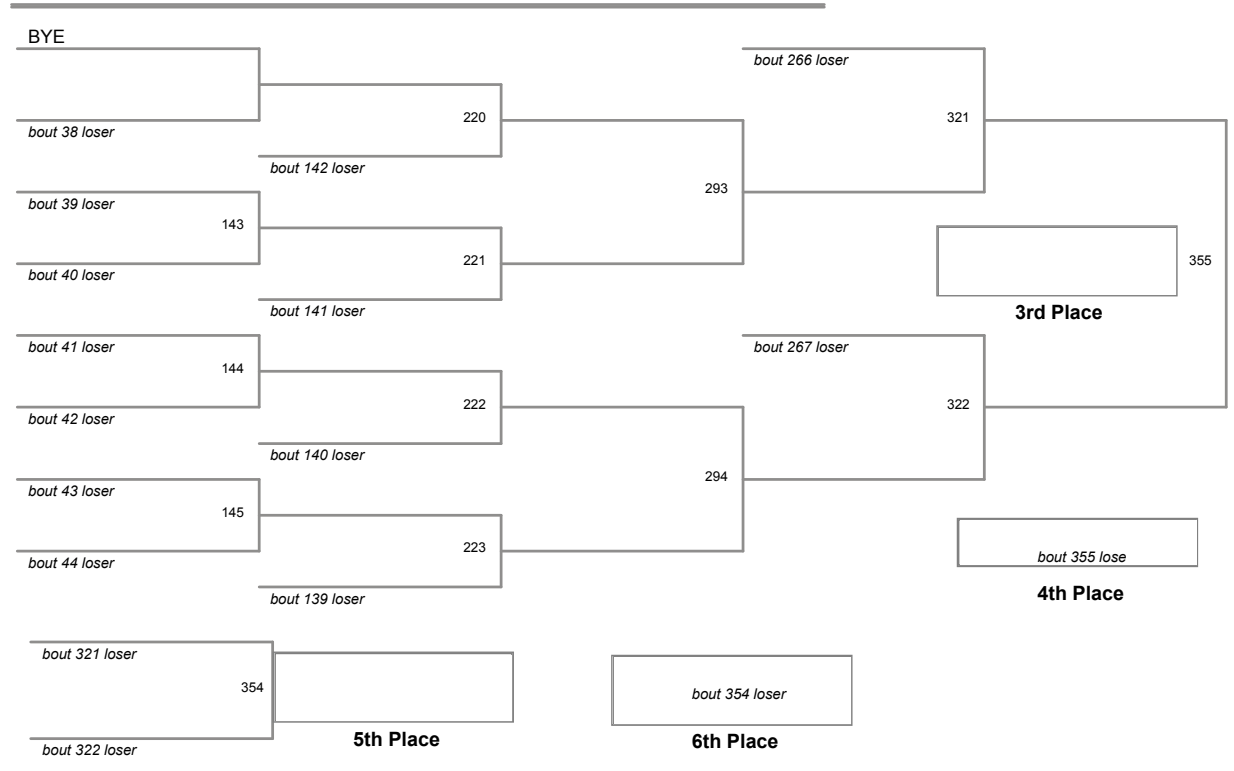 BYE
bout 266 loser
bout 38 loser
220
321
bout 142 loser
293
bout 39 loser
143
bout 40 loser
221
355
bout 141 loser
3rd Place
bout 41 loser
bout 267 loser
144
bout 42 loser
222
322
bout 140 loser
294
bout 43 loser
145
bout 44 loser
223
bout 355 lose
4th Place
bout 139 loser
bout 321 loser
354
bout 354 loser
bout 322 loser
5th Place
6th Place